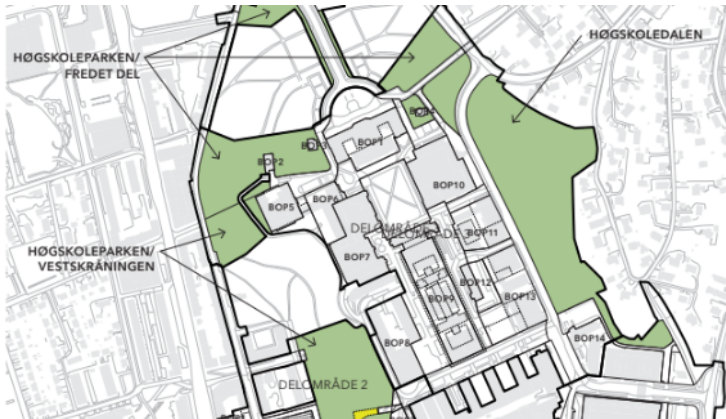 HØGSKOLEPARKEN/
FREDET DEL
HØGSKOLEDALEN
BOP4
BOP3
BOP1
BOP2
BOP10
BOP5
BOP6
DELOMRÅDE 3
BOP11
HØGSKOLEPARKEN/
VESTSKRÅNINGEN
BOP7
BOP12
BOP9
BOP13
BOP8
BOP14
DELOMRÅDE 2